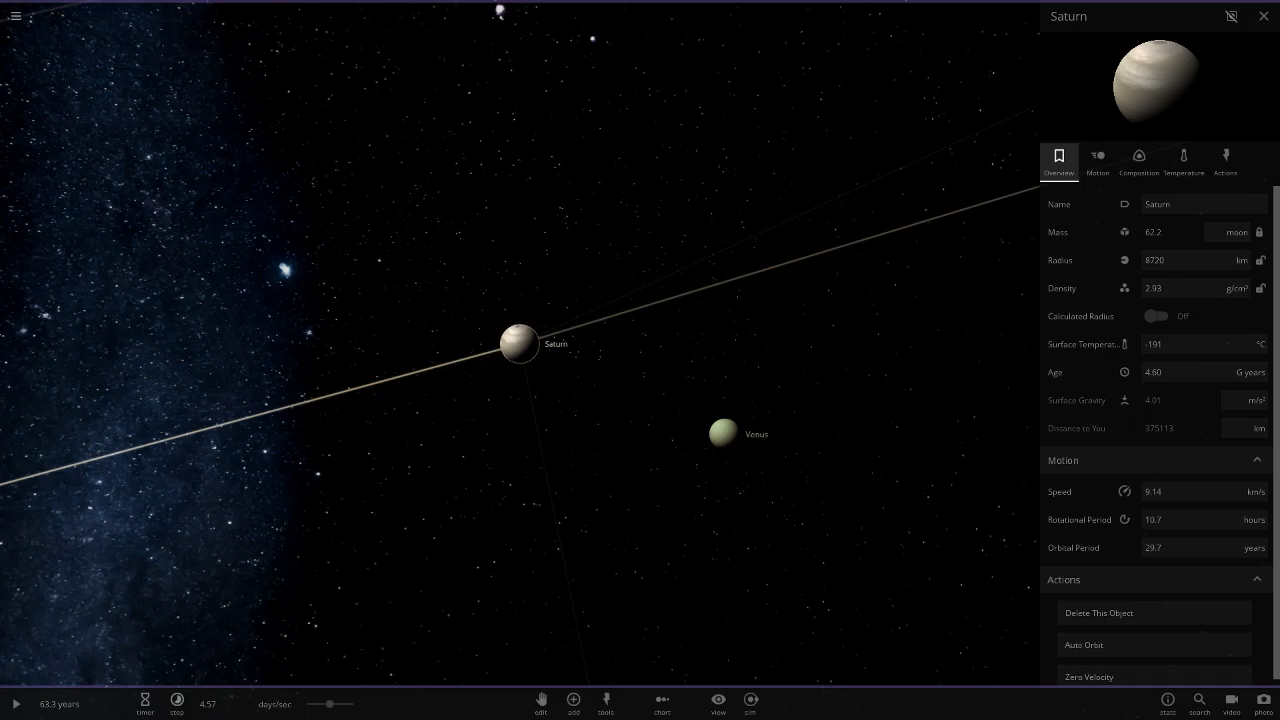 Saturn
Overview Motion Composition Temperature Actions
Name Saturn
Mass 62.2 moon
Radius 8720 km
Density 2.93 g/cm³
Calculated Radius Off
Surface Temperat... -191 °C
Age 4.60 G years
Surface Gravity 4.01 m/s²
Distance to You 375113 km
Motion
Speed 9.14 km/s
Rotational Period 10.7 hours
Orbital Period 29.7 years
Actions
Delete This Object
Auto Orbit
Zero Velocity
Saturn
Venus
63.3 years timer step 4.57 days/sec edit add tools chart view sim stats search video photo